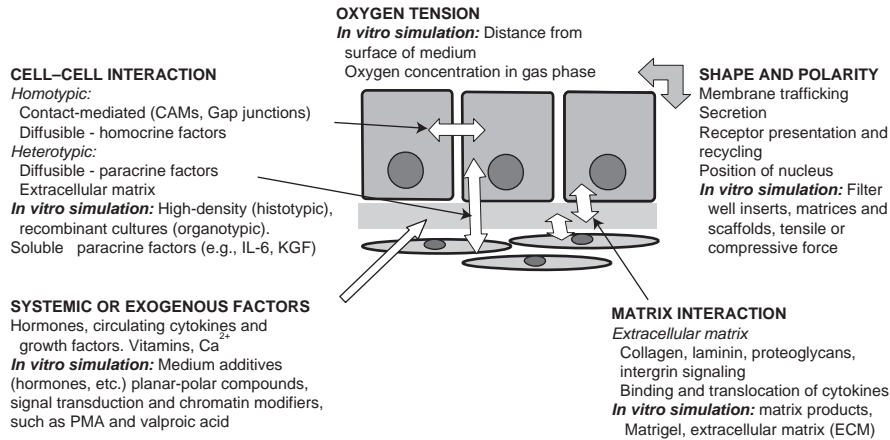 OXYGEN TENSION
In vitro simulation: Distance from
surface of medium
Oxygen concentration in gas phase
CELL–CELL INTERACTION
Homotypic:
Contact-mediated (CAMs, Gap junctions)
Diffusible - homocrine factors
Heterotypic:
Diffusible - paracrine factors
Extracellular matrix
In vitro simulation: High-density (histotypic),
recombinant cultures (organotypic).
Soluble paracrine factors (e.g., IL-6, KGF)
SHAPE AND POLARITY
Membrane trafficking
Secretion
Receptor presentation and
recycling
Position of nucleus
In vitro simulation: Filter
well inserts, matrices and
scaffolds, tensile or
compressive force
SYSTEMIC OR EXOGENOUS FACTORS
Hormones, circulating cytokines and
growth factors. Vitamins, Ca2+
In vitro simulation: Medium additives
(hormones, etc.) planar-polar compounds,
signal transduction and chromatin modifiers,
such as PMA and valproic acid
MATRIX INTERACTION
Extracellular matrix
Collagen, laminin, proteoglycans,
intergrin signaling
Binding and translocation of cytokines
In vitro simulation: matrix products,
Matrigel, extracellular matrix (ECM)